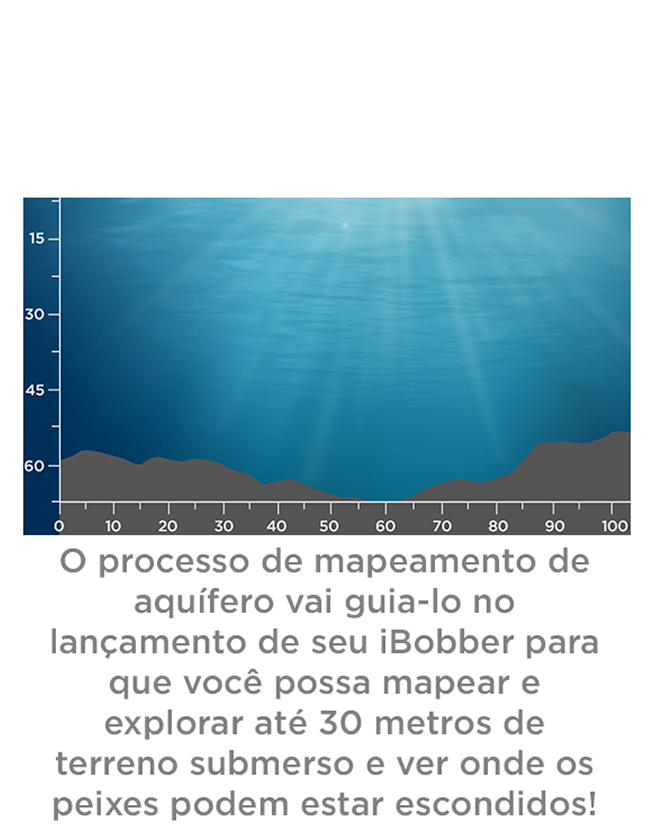 15
30
45
60
0 10 20 30 40 50 60 70 80 90 100
O processo de mapeamento de
aquífero vai guia-lo no
lançamento de seu iBobber para
que você possa mapear e
explorar até 30 metros de
terreno submerso e ver onde os
peixes podem estar escondidos!